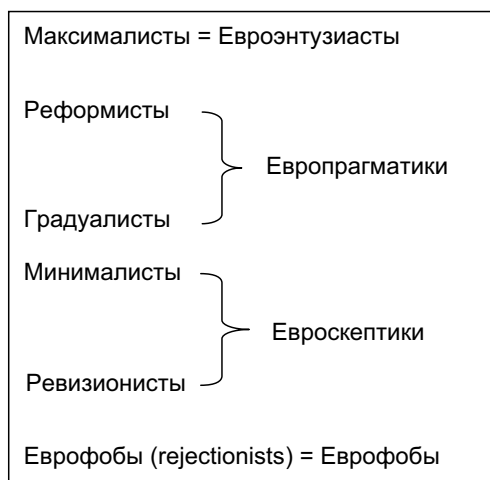 Максималисты = Евроэнтузиасты
Реформисты
Европрагматики
Градуалисты
Минималисты
Евроскептики
Ревизионисты
Еврофобы (rejectionists) = Еврофобы